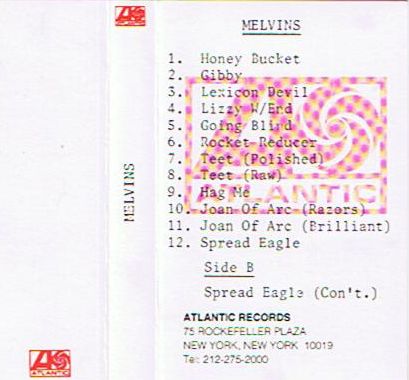 ATLANTIC
MELVINS
MELVINS
1. Honey Bucket
2. Gibby
3. Lexicon Devil
4. Lizzy W/End
5. Going Blind
6. Rocket Reducer
7. Teet (Polished)
8. Teet (Raw)
9. Hag Me
10. Joan Of Arc (Razors)
11. Joan Of Arc (Brilliant)
12. Spread Eagle
ATLANTIC
Side B
Spread Eagle (Con't.)
ATLANTIC RECORDS
75 ROCKEFELLER PLAZA
NEW YORK, NEW YORK 10019
Tel: 212-275-2000
ATLANTIC